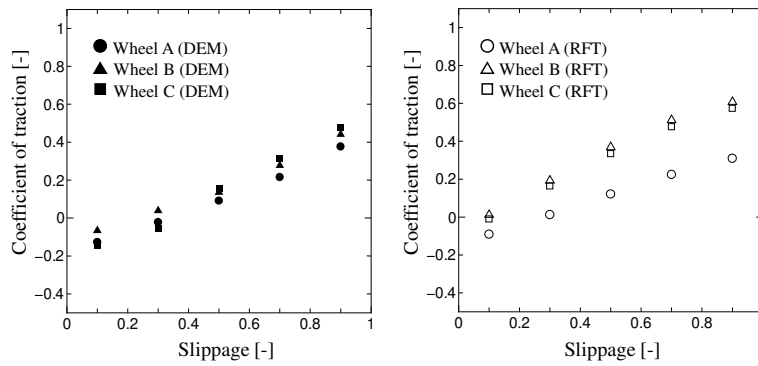 Coefficient of traction [-]
1
0.8
0.6
0.4
0.2
0
−0.2
−0.4
Wheel A (DEM)
Wheel B (DEM)
Wheel C (DEM)
0 0.2 0.4 0.6 0.8 1
Slippage [-]
Coefficient of traction [-]
1
0.8
0.6
0.4
0.2
0
−0.2
−0.4
Wheel A (RFT)
Wheel B (RFT)
Wheel C (RFT)
0 0.2 0.4 0.6 0.8
Slippage [-]